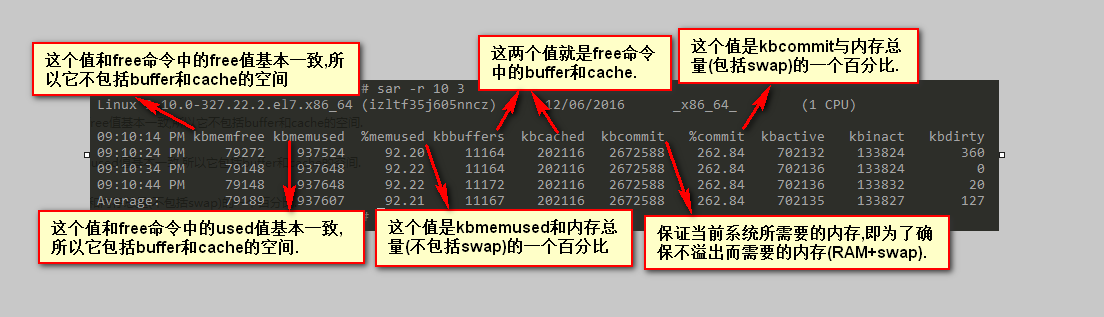 这个值和free命令中的free值基本一致,所
以它不包括buffer和cache的空间
这两个值就是free命令
中的buffer和cache.
这个值是kbcommit与内存总
量(包括swap)的一个百分比.
# sar -r 10 3
Linux 3.10.0-327.22.2.el7.x86_64 (izltf35j605nncz) 12/06/2016 _x86_64_ (1 CPU)
09:10:14 PM kbmemfree kbmemused %memused kbbuffers kbcached kbcommit %commit kbactive kbinact kbdirty
09:10:24 PM 79272 937524 92.20 11164 202116 2672588 262.84 702132 133824 360
09:10:34 PM 79148 937648 92.22 11164 202116 2672588 262.84 702136 133824 0
09:10:44 PM 79148 937648 92.22 11172 202116 2672588 262.84 702136 133832 20
Average: 79189 937607 92.21 11167 202116 2672588 262.84 702135 133827 127
#
这个值和free命令中的used值基本一致,
所以它包括buffer和cache的空间.
这个值是kbmemused和内存总
量(不包括swap)的一个百分比
保证当前系统所需要的内存,即为了确
保不溢出而需要的内存(RAM+swap).